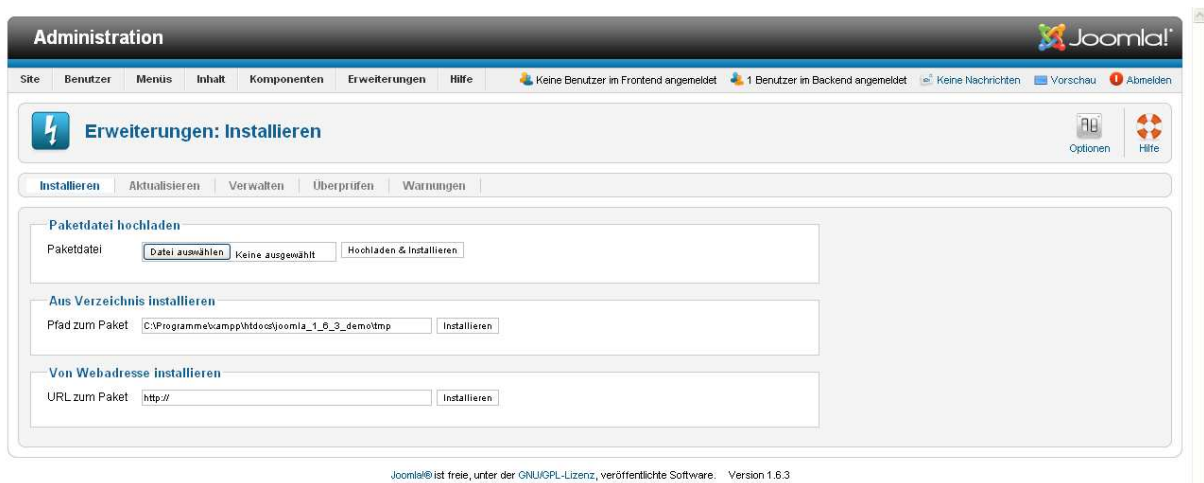 Administration
Joomla!
Site Benutzer Menüs Inhalt Komponenten Erweiterungen Hilfe Keine Benutzer im Frontend angemeldet 1 Benutzer im Backend angemeldet Keine Nachrichten Vorschau Abmelden
Erweiterungen: Installieren
Optionen Hilfe
Installieren Aktualisieren Verwalten Überprüfen Warnungen
Paketdatei hochladen
Paketdatei Datei auswählen Keine ausgewählt Hochladen & Installieren
Aus Verzeichnis installieren
Pfad zum Paket C:\Programme\xampp\htdocs\joomla_1_6_3_demo\tmp Installieren
Von Webadresse installieren
URL zum Paket http:// Installieren
Joomla!® ist freie, unter der GNU/GPL-Lizenz, veröffentlichte Software. Version 1.6.3